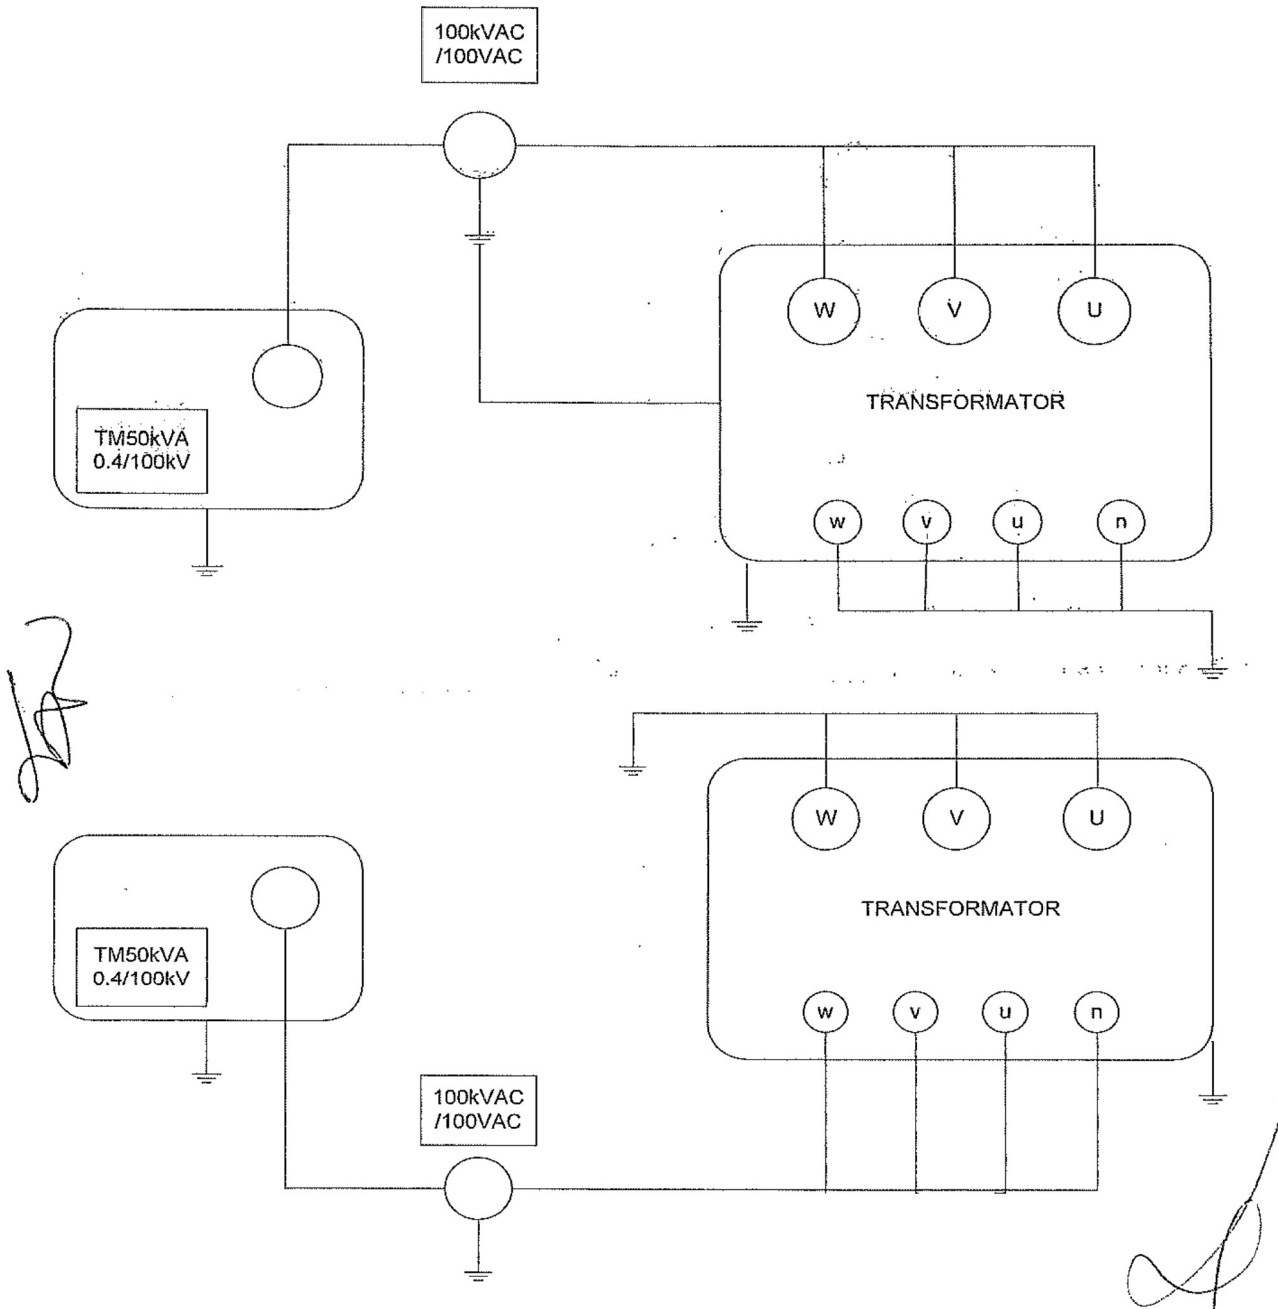 100kVAC
/100VAC
W V U
TRANSFORMATOR
TM50kVA
0.4/100kV
w v u n
W V U
TRANSFORMATOR
TM50kVA
0.4/100kV
w v u n
100kVAC
/100VAC